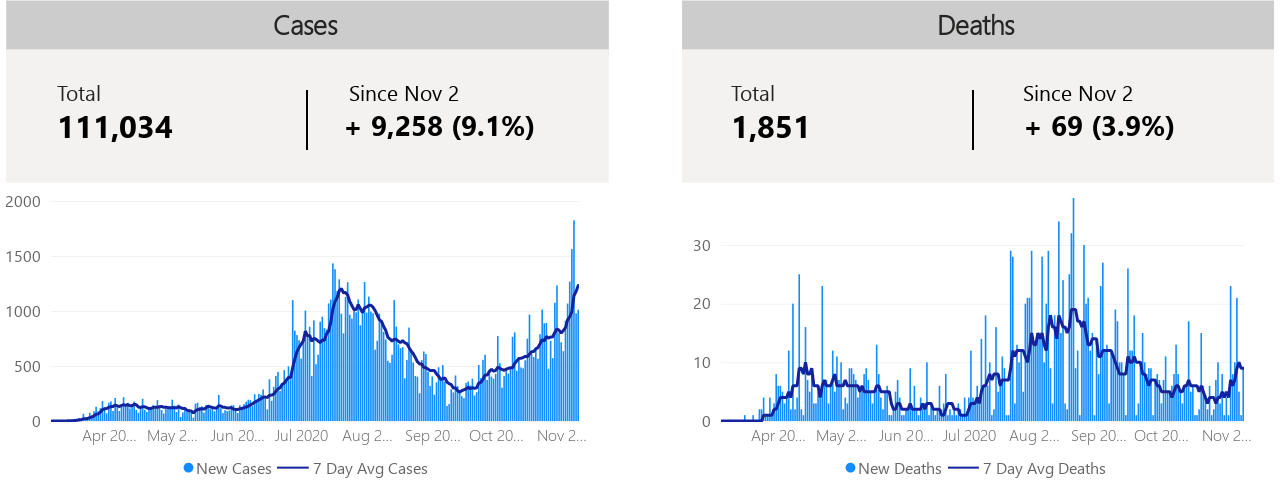 Cases
Total
Since Nov 2
111,034
+ 9,258 (9.1%)
2000
1500
1000
500
0
Apr 20... May 20... Jun 20... Jul 2020 Aug 2... Sep 20... Oct 20... Nov 2...
New Cases 7 Day Avg Cases
Deaths
Total
Since Nov 2
1,851
+ 69 (3.9%)
30
20
10
0
Apr 20... May 2... Jun 20... Jul 2020 Aug 2... Sep 20... Oct 20... Nov 2...
New Deaths 7 Day Avg Deaths